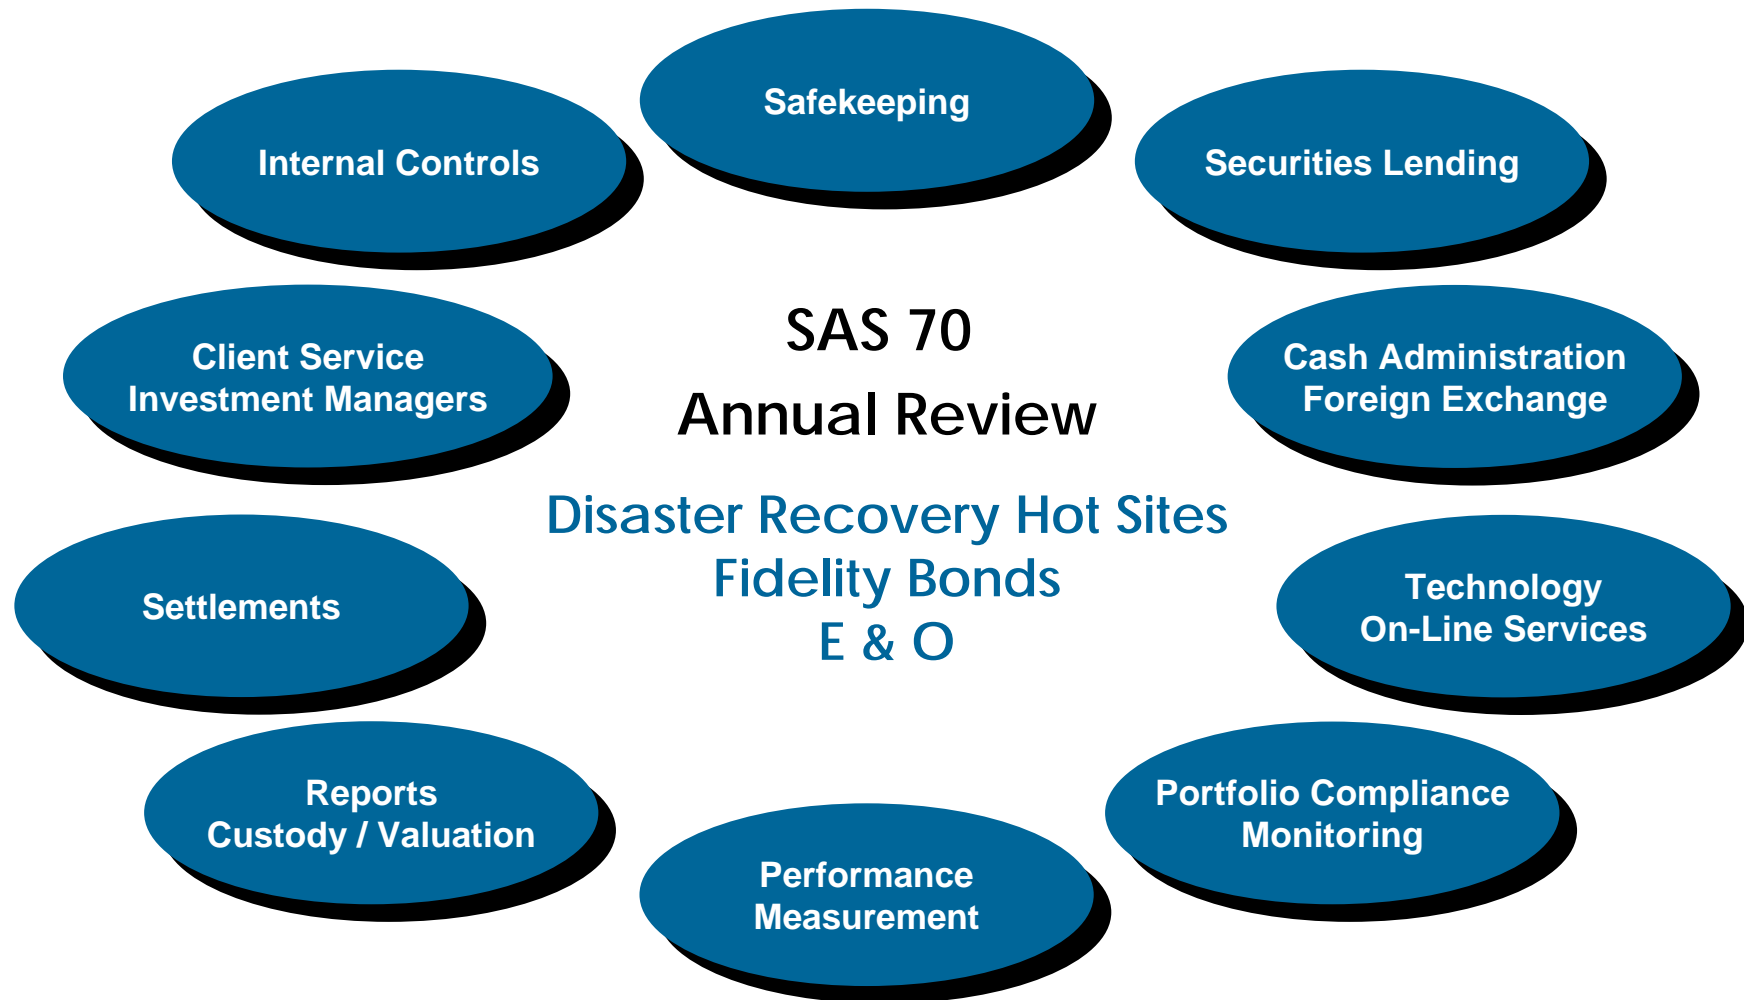 Safekeeping
Internal Controls
Securities Lending
SAS 70
Annual Review
Client Service
Investment Managers
Cash Administration
Foreign Exchange
Disaster Recovery Hot Sites
Fidelity Bonds
E & O
Settlements
Technology
On-Line Services
Reports
Custody / Valuation
Portfolio Compliance
Monitoring
Performance
Measurement